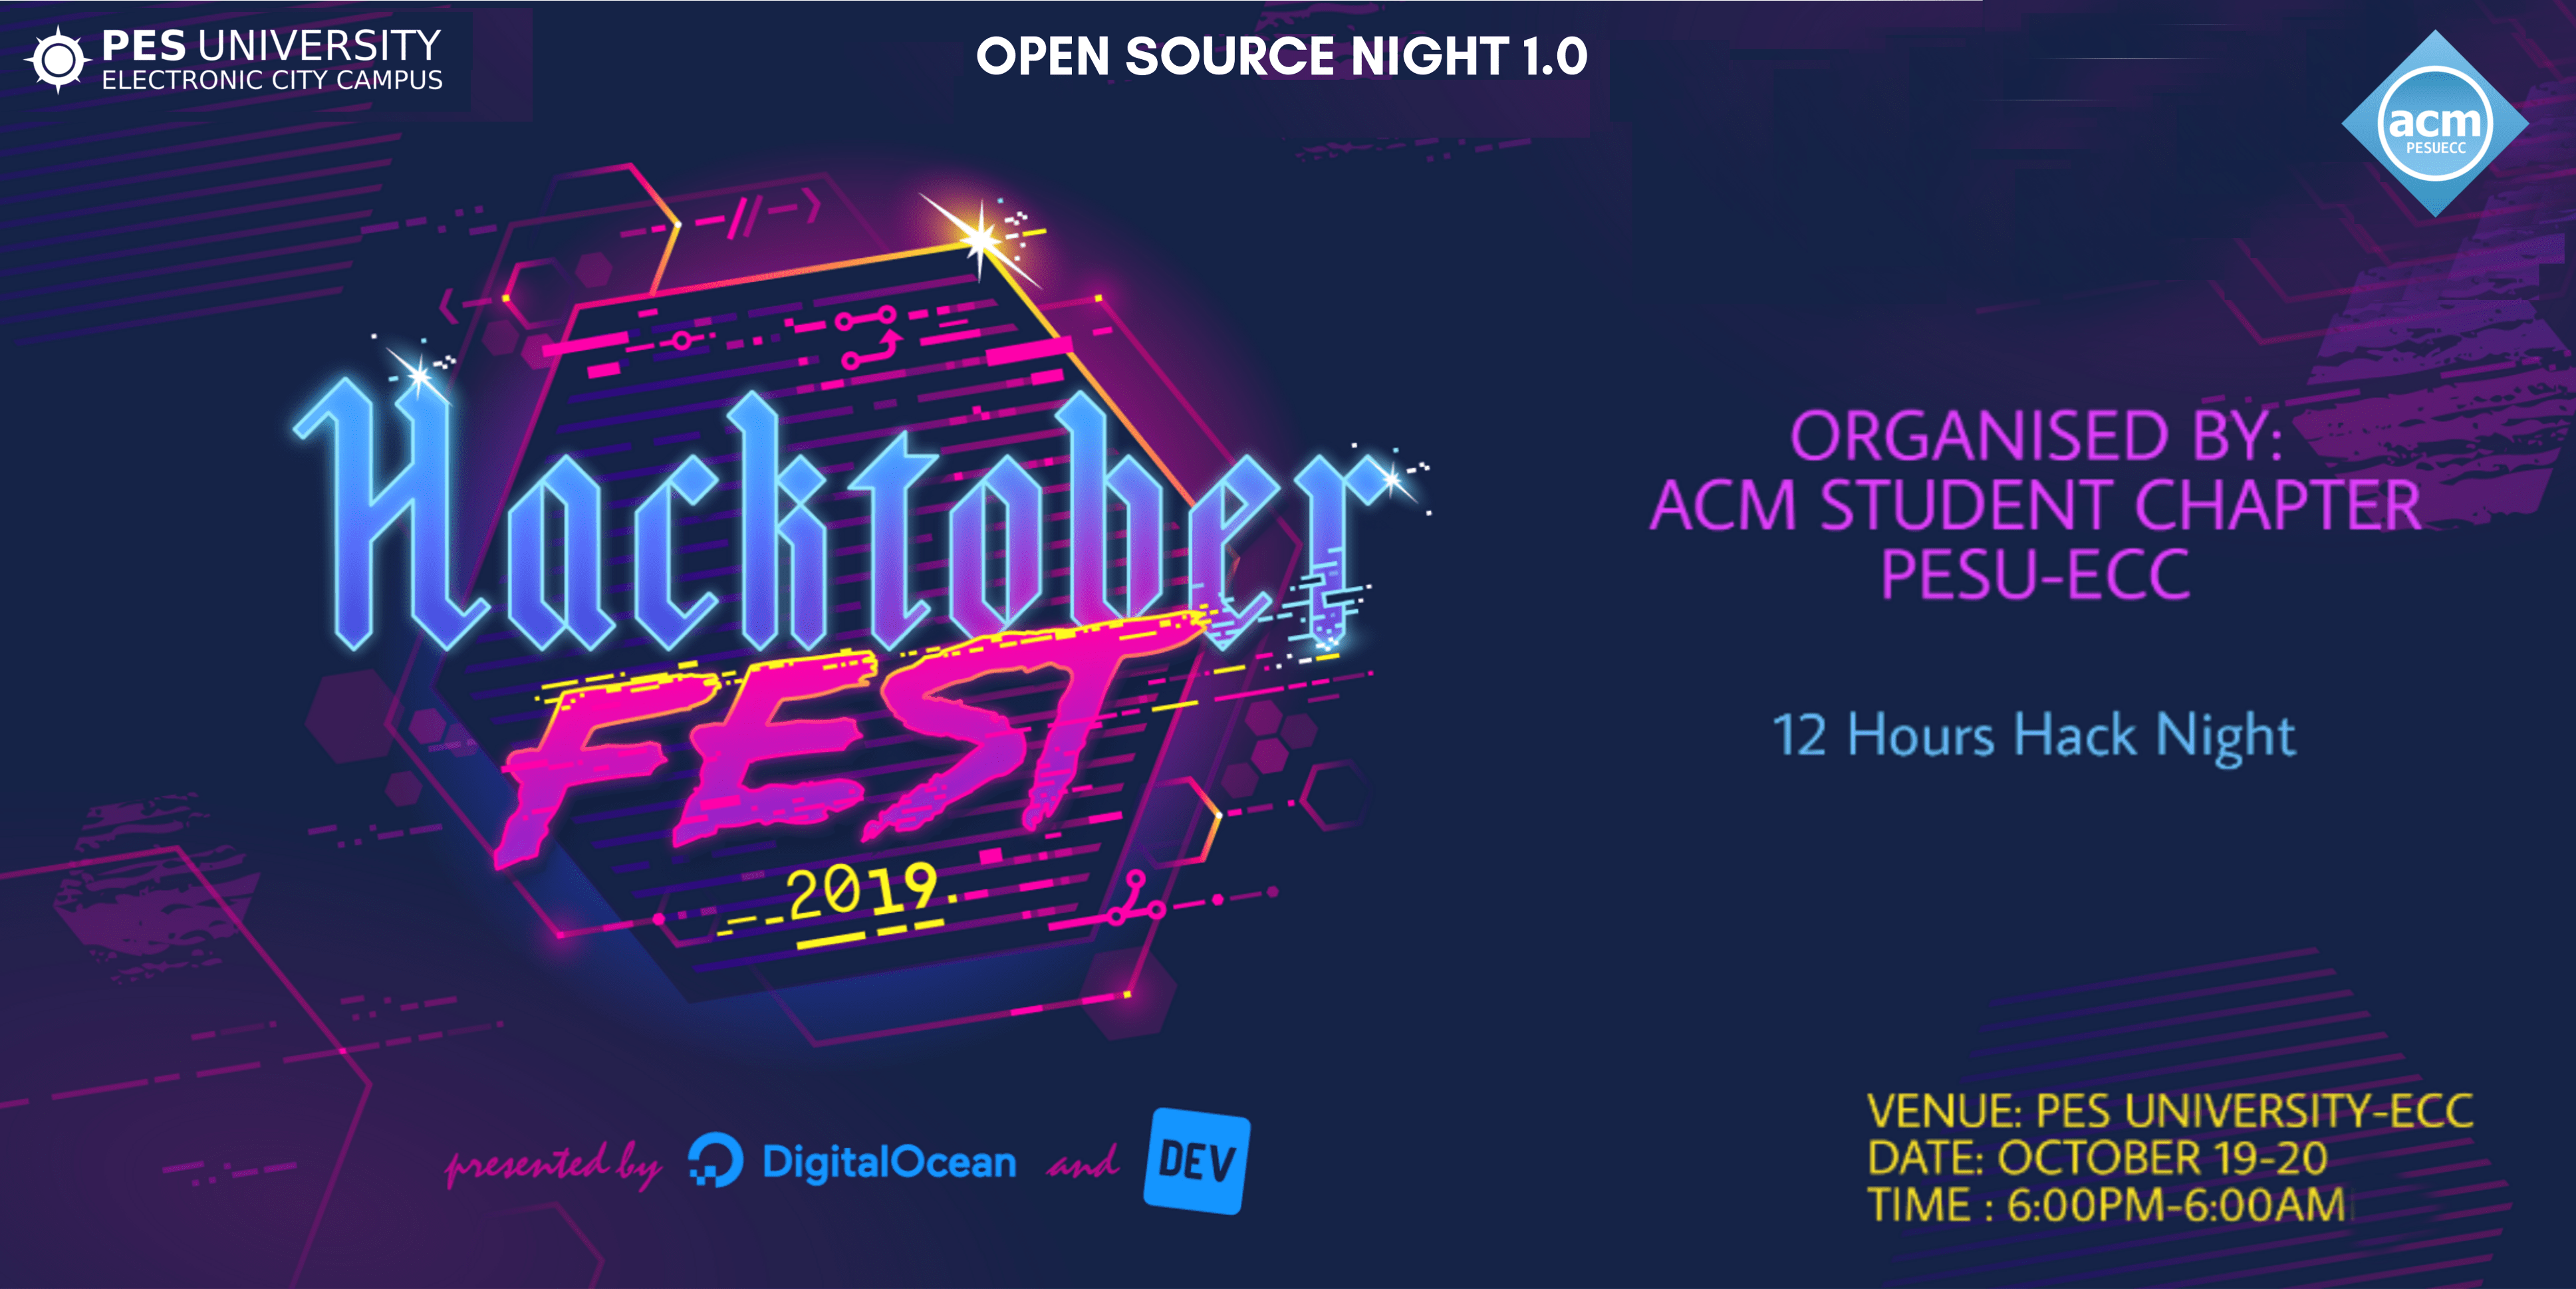 PES UNIVERSITY
ELECTRONIC CITY CAMPUS
OPEN SOURCE NIGHT 1.0
acm
PESUECC
Hacktober
FEST
2019
presented by DigitalOcean and DEV
ORGANISED BY:
ACM STUDENT CHAPTER
PESU-ECC
12 Hours Hack Night
VENUE: PES UNIVERSITY-ECC
DATE: OCTOBER 19-20
TIME : 6:00PM-6:00AM